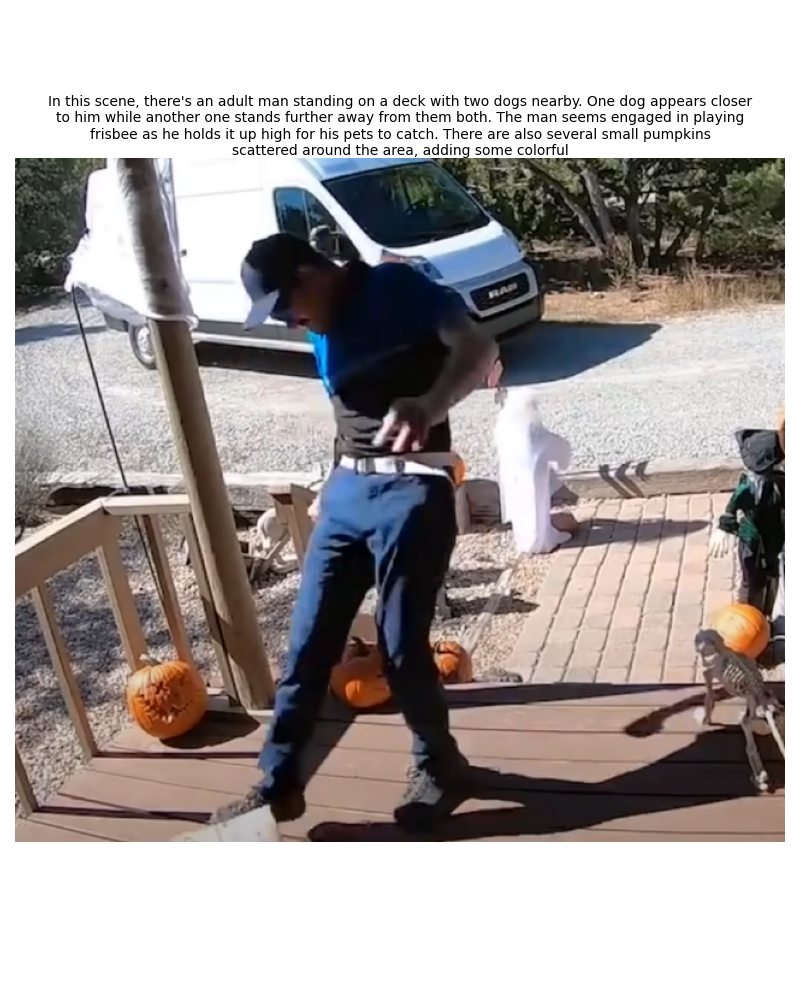 In this scene, there's an adult man standing on a deck with two dogs nearby. One dog appears closer
to him while another one stands further away from them both. The man seems engaged in playing
frisbee as he holds it up high for his pets to catch. There are also several small pumpkins
scattered around the area, adding some colorful
RAM